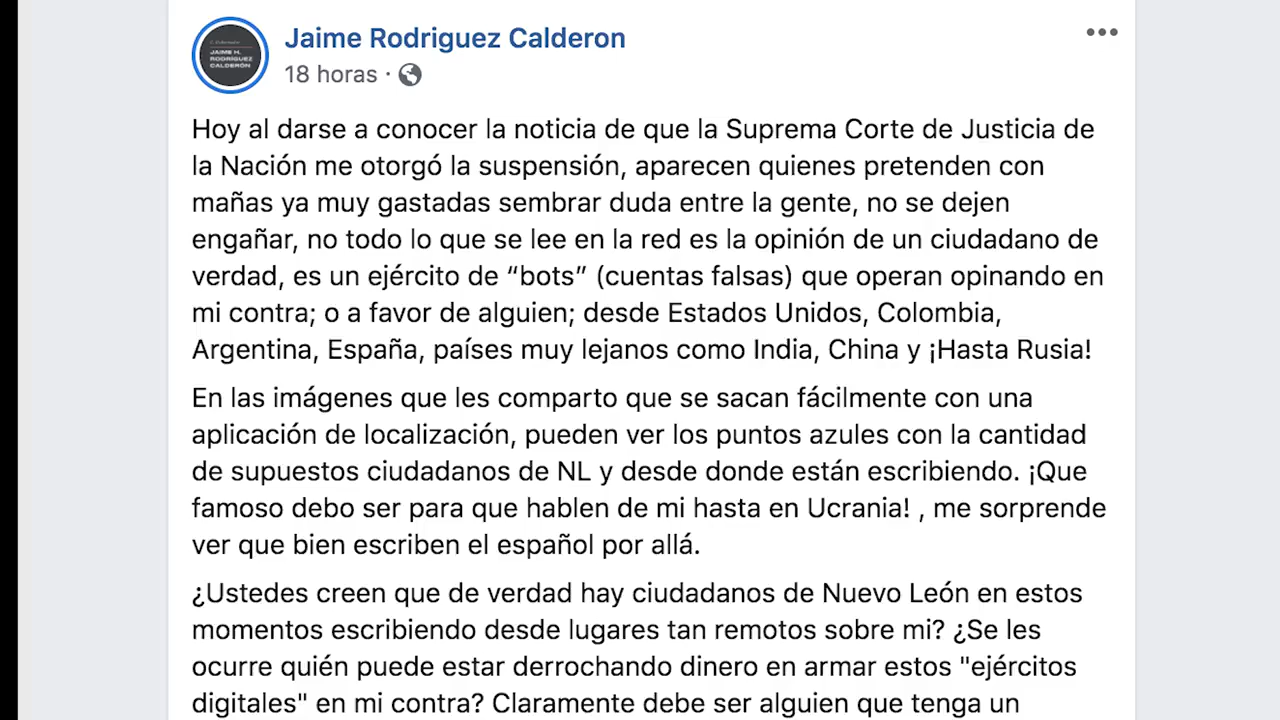 Jaime Rodriguez Calderon
18 horas ·
JAIME H.
RODRÍGUEZ
CALDERÓN
Hoy al darse a conocer la noticia de que la Suprema Corte de Justicia de
la Nación me otorgó la suspensión, aparecen quienes pretenden con
mañas ya muy gastadas sembrar duda entre la gente, no se dejen
engañar, no todo lo que se lee en la red es la opinión de un ciudadano de
verdad, es un ejército de “bots” (cuentas falsas) que operan opinando en
mi contra; o a favor de alguien; desde Estados Unidos, Colombia,
Argentina, España, países muy lejanos como India, China y ¡Hasta Rusia!
En las imágenes que les comparto que se sacan fácilmente con una
aplicación de localización, pueden ver los puntos azules con la cantidad
de supuestos ciudadanos de NL y desde donde están escribiendo. ¡Que
famoso debo ser para que hablen de mi hasta en Ucrania! , me sorprende
ver que bien escriben el español por allá.
¿Ustedes creen que de verdad hay ciudadanos de Nuevo León en estos
momentos escribiendo desde lugares tan remotos sobre mi? ¿Se les
ocurre quién puede estar derrochando dinero en armar estos "ejércitos
digitales" en mi contra? Claramente debe ser alguien que tenga un